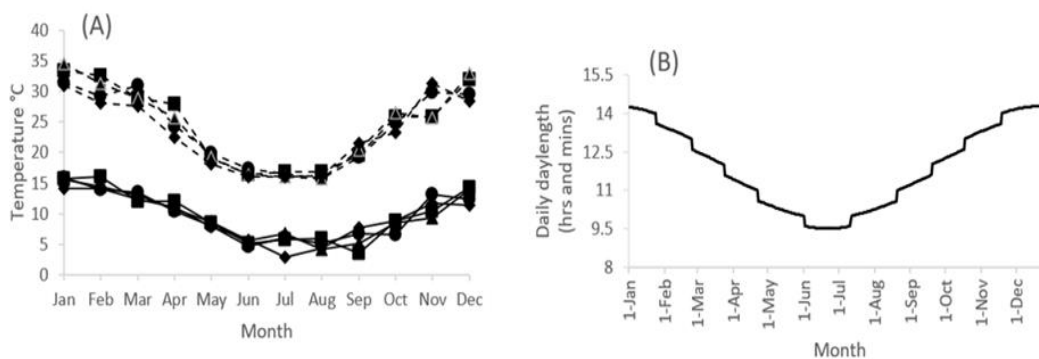 (A)
Temperature °C
40
35
30
25
20
15
10
5
0
Jan Feb Mar Apr May Jun Jul Aug Sep Oct Nov Dec
Month
(B)
Daily daylength
(hrs and mins)
15.5
14
12.5
11
9.5
8
1-Jan
1-Feb
1-Mar
1-Apr
1-May
1-Jun
1-Jul
1-Aug
1-Sep
1-Oct
1-Nov
1-Dec
Month